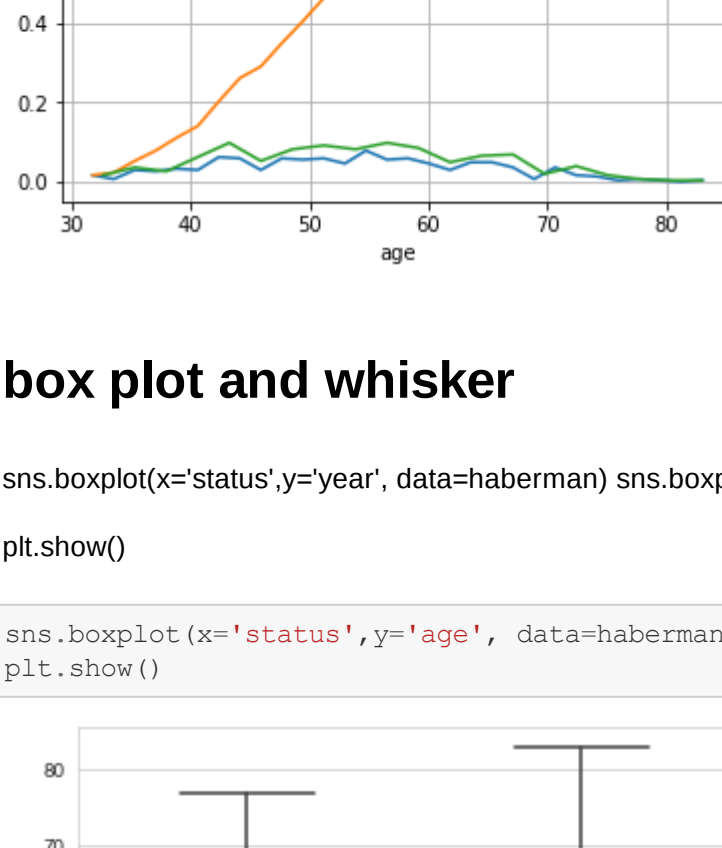 0.4
0.2
0.0
30 40 50 60 70 80
age
box plot and whisker
sns.boxplot(x='status',y='year', data=haberman) sns.boxp
plt.show()
sns.boxplot(x='status',y='age', data=haberman
plt.show()
80
70